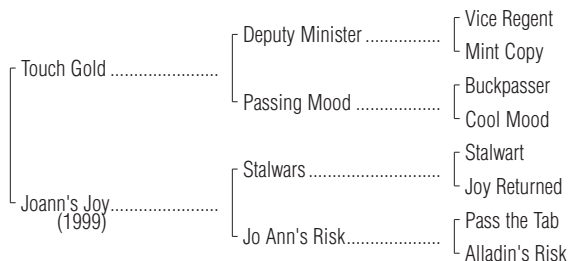 Vice Regent
Deputy Minister .................
Mint Copy
Touch Gold ........................
Buckpasser
Passing Mood ...................
Cool Mood
Stalwart
Stalwars .............................
Joy Returned
Joann's Joy........................
(1999)
Pass the Tab
Jo Ann's Risk.....................
Alladin's Risk